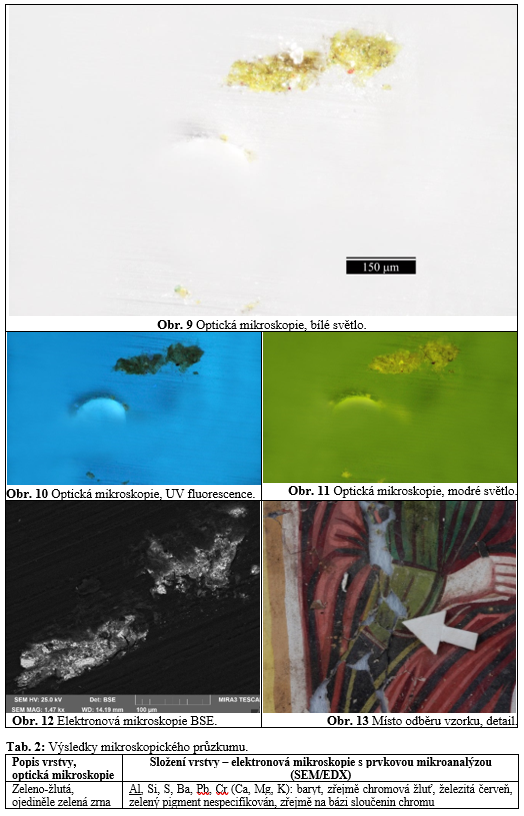 150 µm
Obr. 9 Optická mikroskopie, bílé světlo.
Obr. 10 Optická mikroskopie, UV fluorescence.
Obr. 11 Optická mikroskopie, modré světlo.
SEM HV: 25.0 kV
Det: BSE
MIRA3 TESCA
SEM MAG: 1.47 kx
WD: 14.19 mm
100 µm
Obr. 12 Elektronová mikroskopie BSE.
Obr. 13 Místo odběru vzorku, detail.
Tab. 2: Výsledky mikroskopického průzkumu.
Popis vrstvy,
optická mikroskopie
Složení vrstvy – elektronová mikroskopie s prvkovou mikroanalýzou
(SEM/EDX)
Zeleno-žlutá,
ojediněle zelená zrna
Al, Si, S, Ba, Pb, Cr (Ca, Mg, K): baryt, zřejmě chromová žluť, železitá červeň,
zelený pigment nespecifikován, zřejmě na bázi sloučenin chromu